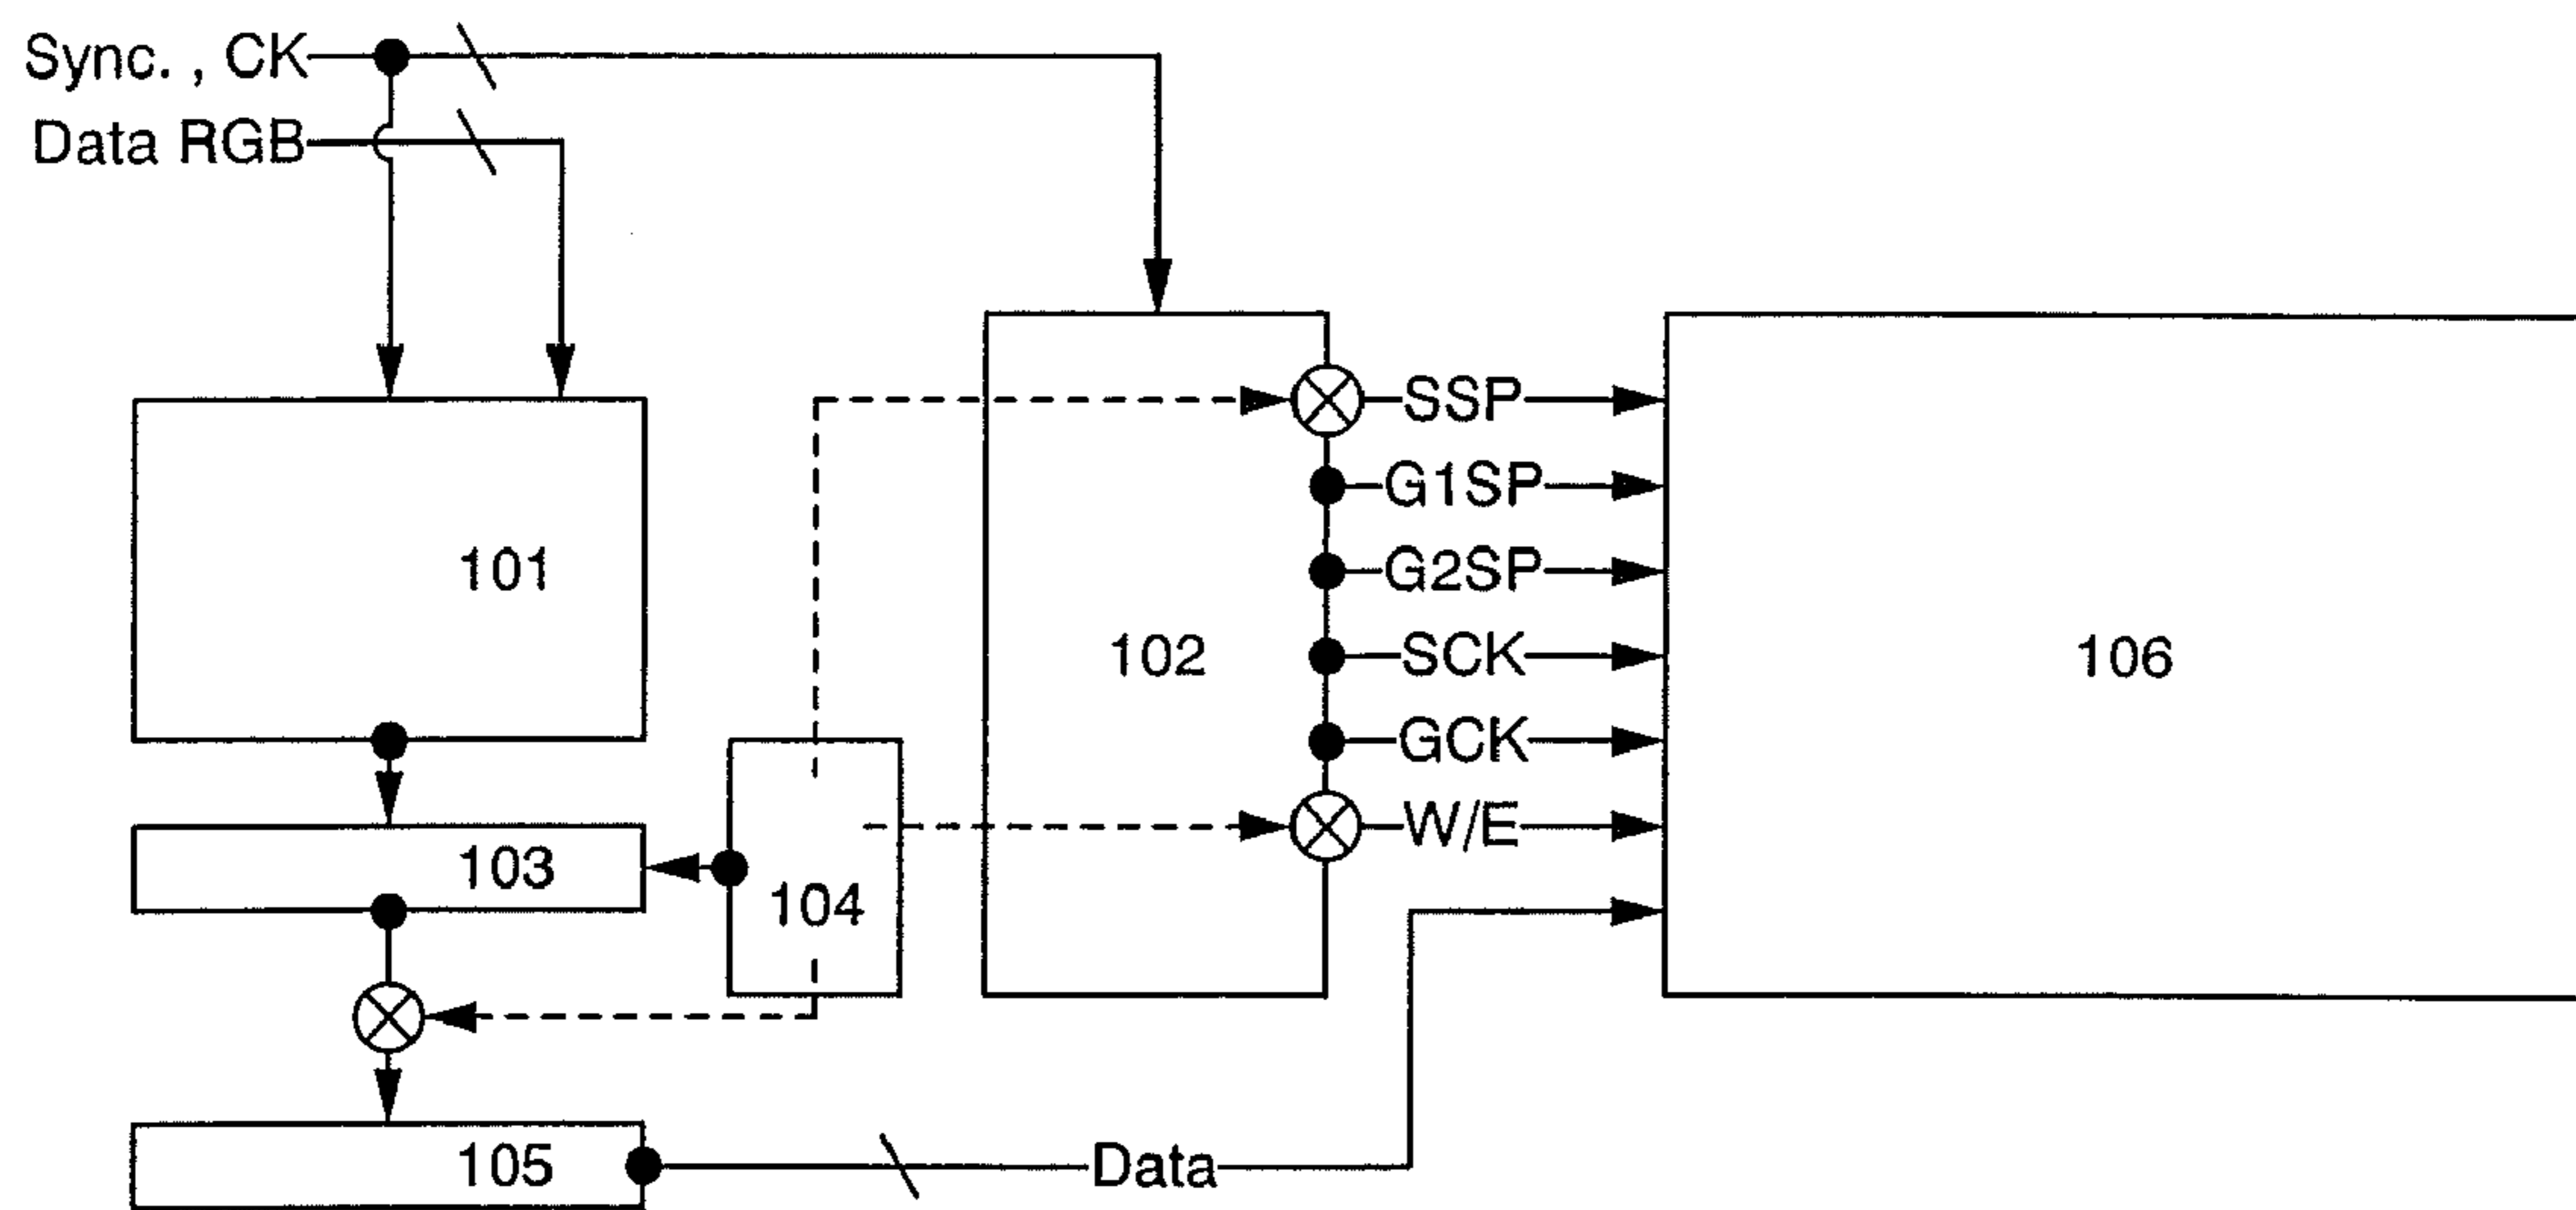 Sync. , CK
Data RGB
SSP
G1SP
101
G2SP
102
SCK
106
GCK
W/E
103
104
105
Data